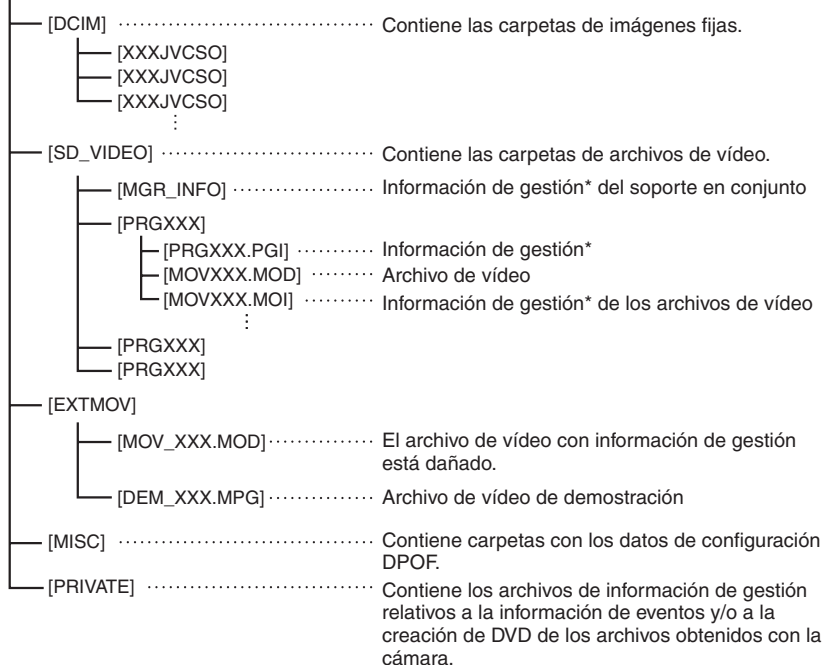 [DCIM] Contiene las carpetas de imágenes fijas.
[XXXJVCSO]
[XXXJVCSO]
[XXXJVCSO]
[SD_VIDEO] Contiene las carpetas de archivos de vídeo.
[MGR_INFO] Información de gestión* del soporte en conjunto
[PRGXXX]
[PRGXXX.PGI] Información de gestión*
[MOVXXX.MOD] Archivo de vídeo
[MOVXXX.MOI] Información de gestión* de los archivos de vídeo
[PRGXXX]
[PRGXXX]
[EXTMOV]
[MOV_XXX.MOD] El archivo de vídeo con información de gestión
está dañado.
[DEM_XXX.MPG] Archivo de vídeo de demostración
[MISC] Contiene carpetas con los datos de configuración
DPOF.
[PRIVATE] Contiene los archivos de información de gestión
relativos a la información de eventos y/o a la
creación de DVD de los archivos obtenidos con la
cámara.